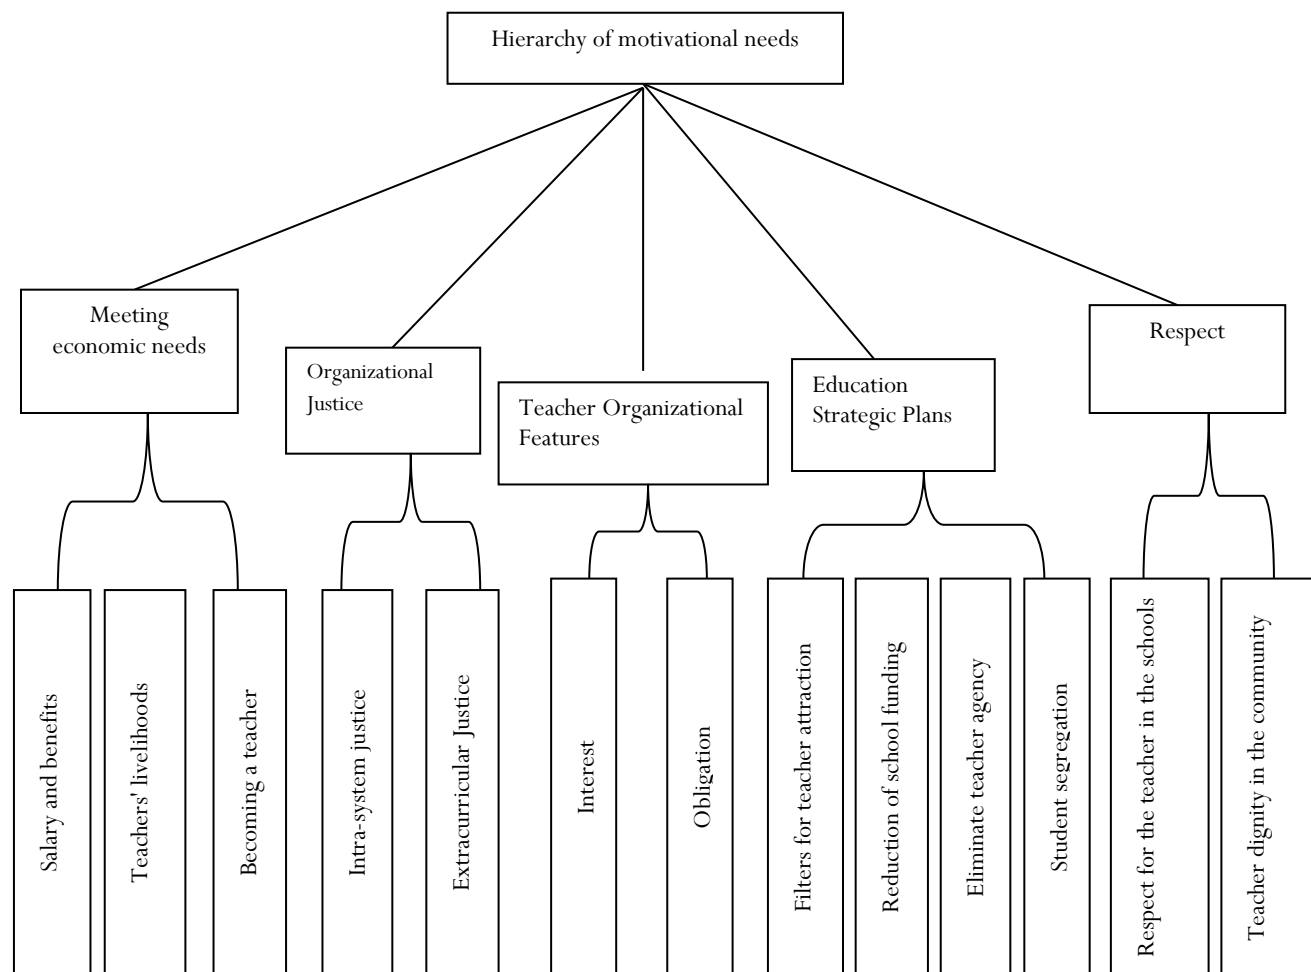 Hierarchy of motivational needs
Meeting
economic needs
Organizational
Justice
Teacher Organizational
Features
Education
Strategic Plans
Respect
Salary and benefits
Teachers' livelihoods
Becoming a teacher
Intra-system justice
Extracurricular Justice
Interest
Obligation
Filters for teacher attraction
Reduction of school funding
Eliminate teacher agency
Student segregation
Respect for the teacher in the schools
Teacher dignity in the community